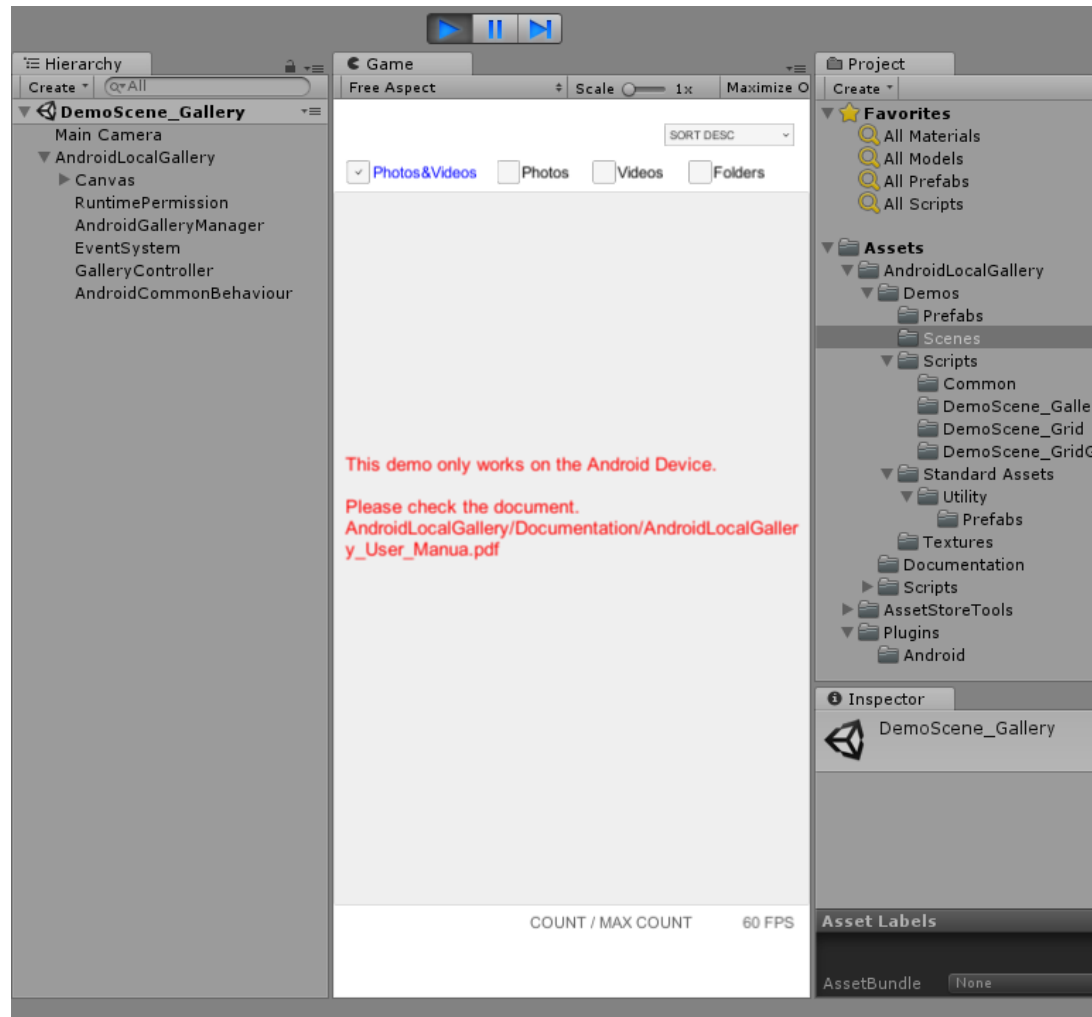 Hierarchy
Create
All
DemoScene_Gallery
Main Camera
AndroidLocalGallery
Canvas
RuntimePermission
AndroidGalleryManager
EventSystem
GalleryController
AndroidCommonBehaviour
Game
Free Aspect
Scale 1x
Maximize O
SORT DESC
Photos&Videos Photos Videos Folders
This demo only works on the Android Device.
Please check the document.
AndroidLocalGallery/Documentation/AndroidLocalGaller
y_User_Manua.pdf
COUNT / MAX COUNT 60 FPS
Project
Create
Favorites
All Materials
All Models
All Prefabs
All Scripts
Assets
AndroidLocalGallery
Demos
Prefabs
Scenes
Scripts
Common
DemoScene_Galle
DemoScene_Grid
DemoScene_GridG
Standard Assets
Utility
Prefabs
Textures
Documentation
Scripts
AssetStoreTools
Plugins
Android
Inspector
DemoScene_Gallery
Asset Labels
AssetBundle None